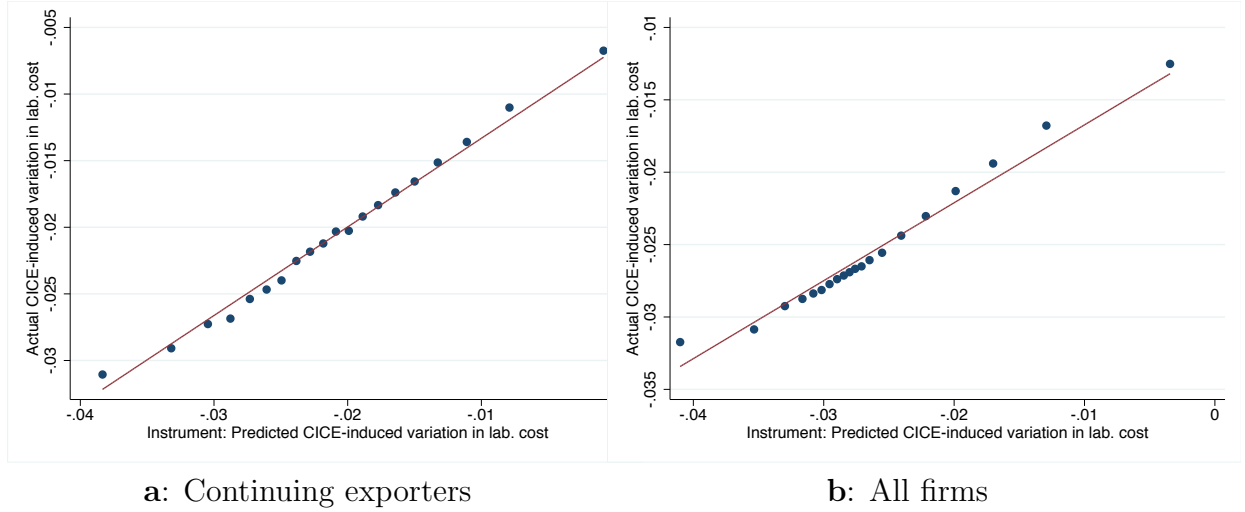 -.005
-.01
-.015
-.02
-.025
-.03
Actual CICE-induced variation in lab. cost
-.04 -.03 -.02 -.01
Instrument: Predicted CICE-induced variation in lab. cost
a: Continuing exporters
-.01
-.015
-.02
-.025
-.03
-.035
Actual CICE-induced variation in lab. cost
-.04 -.03 -.02 -.01 0
Instrument: Predicted CICE-induced variation in lab. cost
b: All firms